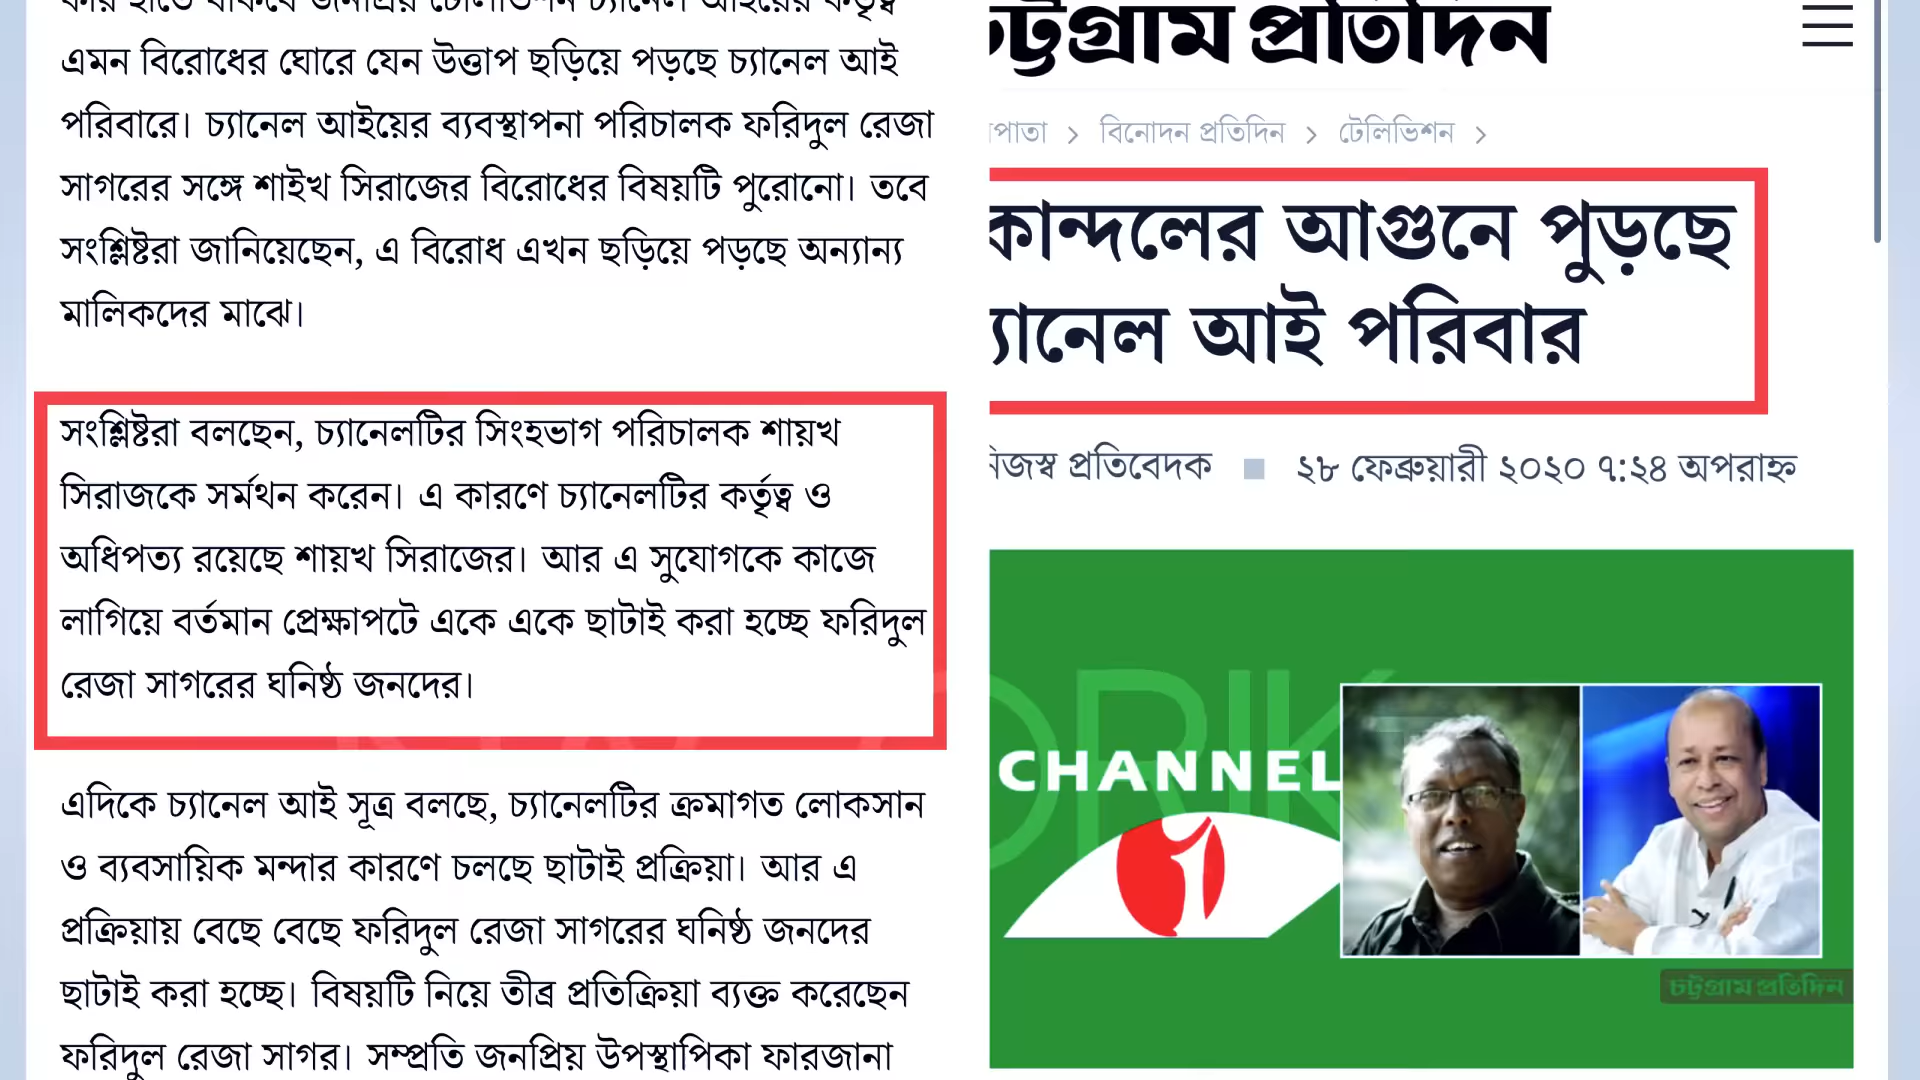 এমন বিরোধের ঘোরে যেন উত্তাপ ছড়িয়ে পড়ছে চ্যানেল আই
পরিবারে। চ্যানেল আইয়ের ব্যবস্থাপনা পরিচালক ফরিদুল রেজা
সাগরের সঙ্গে শাইখ সিরাজের বিরোধের বিষয়টি পুরোনো। তবে
সংশ্লিষ্টরা জানিয়েছেন, এ বিরোধ এখন ছড়িয়ে পড়ছে অন্যান্য
মালিকদের মাঝে।
সংশ্লিষ্টরা বলছেন, চ্যানেলটির সিংহভাগ পরিচালক শায়খ
সিরাজকে সর্মথন করেন। এ কারণে চ্যানেলটির কর্তৃত্ব ও
অধিপত্য রয়েছে শায়খ সিরাজের। আর এ সুযোগকে কাজে
লাগিয়ে বর্তমান প্রেক্ষাপটে একে একে ছাটাই করা হচ্ছে ফরিদুল
রেজা সাগরের ঘনিষ্ঠ জনদের।
এদিকে চ্যানেল আই সূত্র বলছে, চ্যানেলটির ক্রমাগত লোকসান
ও ব্যবসায়িক মন্দার কারণে চলছে ছাটাই প্রক্রিয়া। আর এ
প্রক্রিয়ায় বেছে বেছে ফরিদুল রেজা সাগরের ঘনিষ্ঠ জনদের
ছাটাই করা হচ্ছে। বিষয়টি নিয়ে তীব্র প্রতিক্রিয়া ব্যক্ত করেছেন
ফরিদুল রেজা সাগর। সম্প্রতি জনপ্রিয় উপস্থাপিকা ফারজানা
চট্টগ্রাম প্রতিদিন
পাতা > বিনোদন প্রতিদিন > টেলিভিশন >
কোন্দলের আগুনে পুড়ছে
চ্যানেল আই পরিবার
নিজস্ব প্রতিবেদক ২৮ ফেব্রুয়ারী ২০২০ ৭:২৪ অপরাহ্ন
CHANNEL
i
চট্টগ্রাম প্রতিদিন